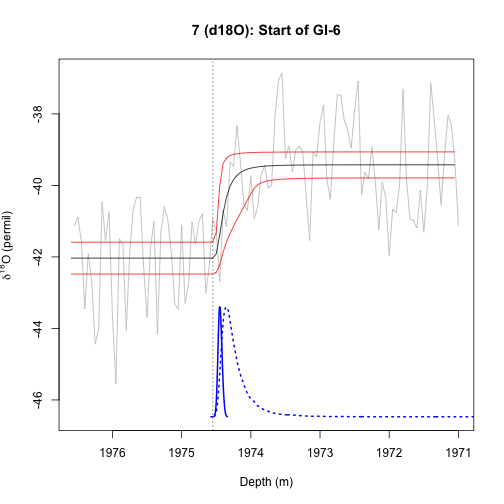 7 (d18O): Start of GI-6
δ¹⁸O (permil)
-38
-40
-42
-44
-46
1976 1975 1974 1973 1972 1971
Depth (m)